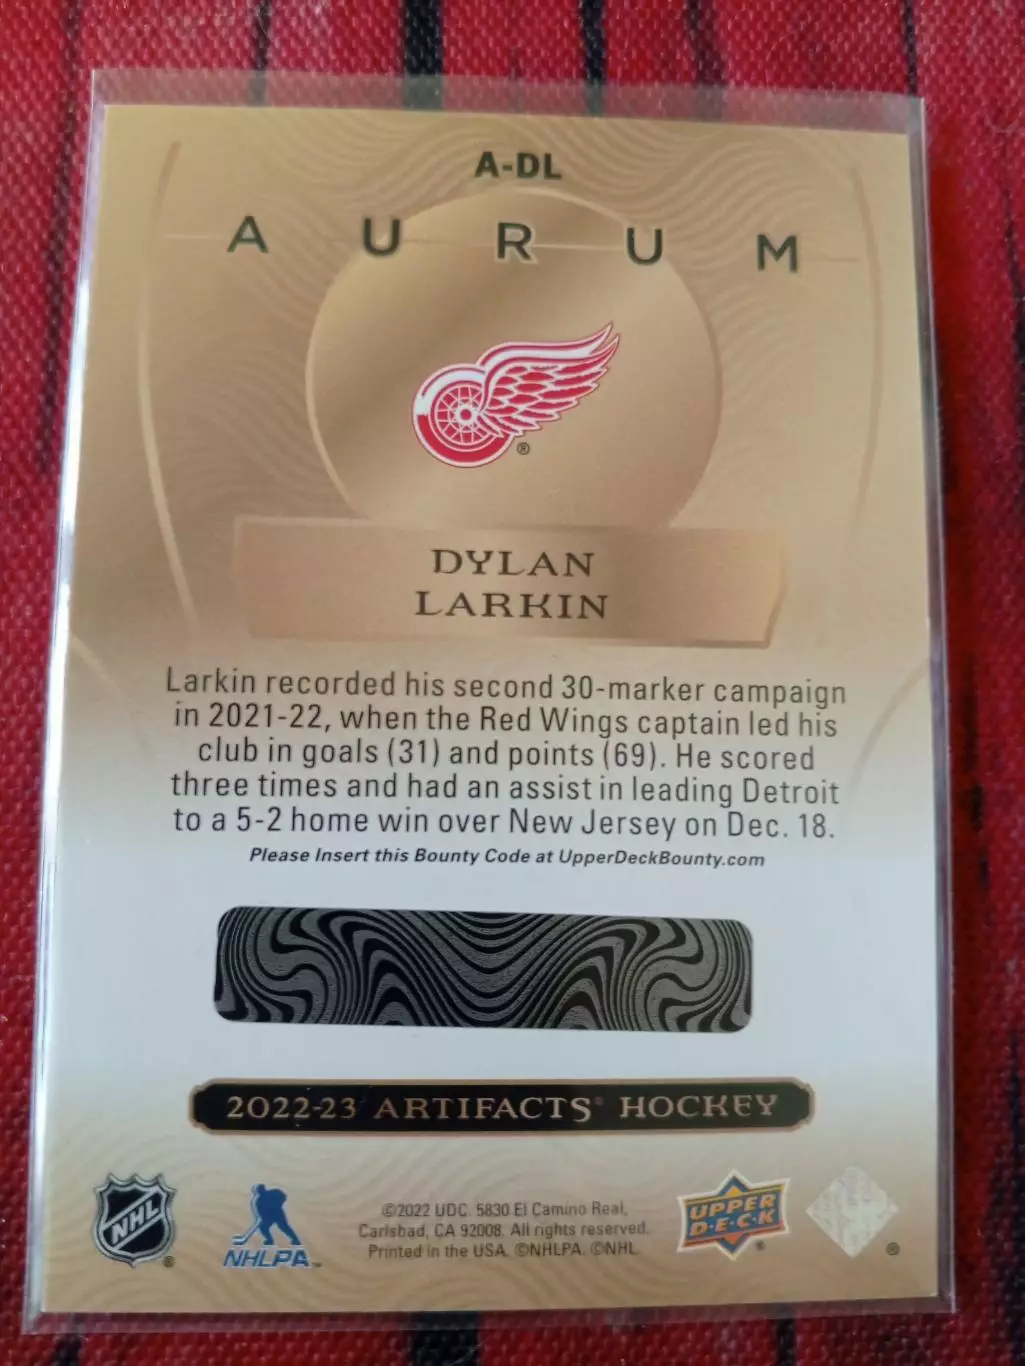 A-DL
AURUM
®
DYLAN
LARKIN
Larkin recorded his second 30-marker campaign
in 2021-22, when the Red Wings captain led his
club in goals (31) and points (69). He scored
three times and had an assist in leading Detroit
to a 5-2 home win over New Jersey on Dec. 18.
Please Insert this Bounty Code at UpperDeckBounty.com
2022-23 ARTIFACTS® HOCKEY
NHL ®
NHLPA™
©2022 UDC. 5830 El Camino Real,
Carlsbad, CA 92008. All rights reserved.
Printed in the USA. ©NHLPA. ©NHL
UPPER
D·E·C·K ®
®